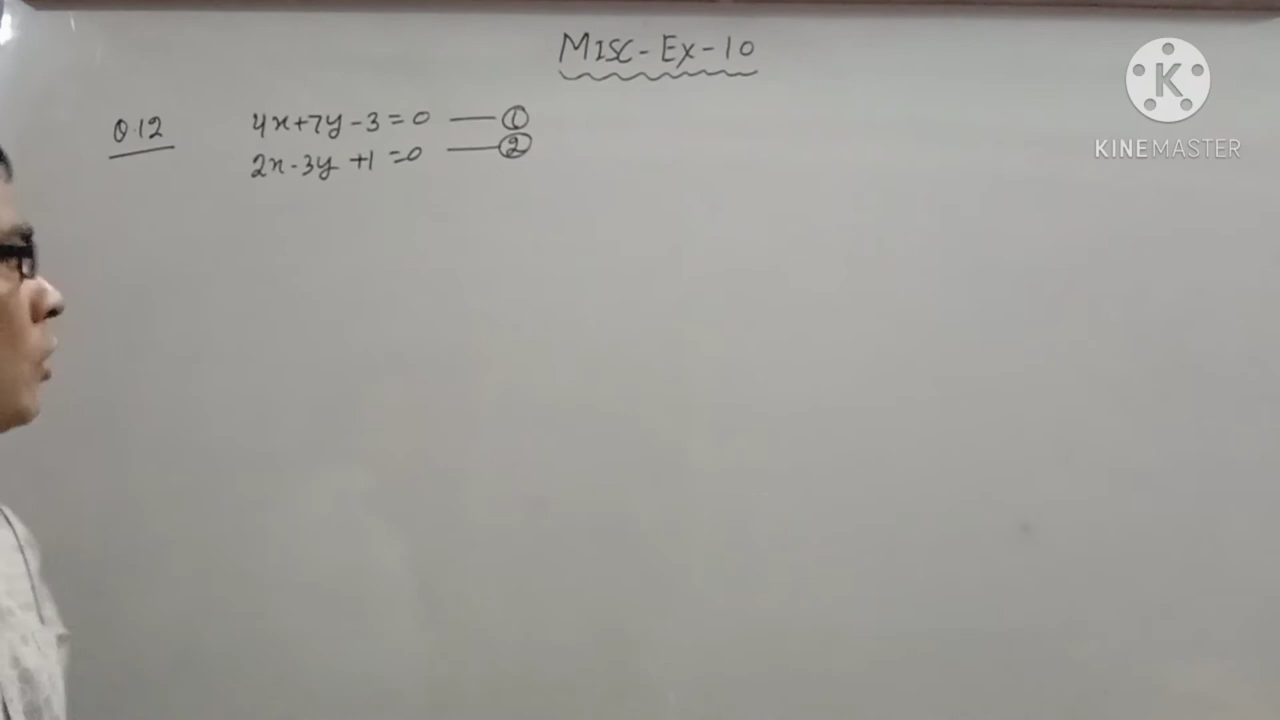 MISC-EX-10
Q.12
4x+7y-3=0 —— ①
2x-3y+1=0 —— ②
K
KINEMASTER